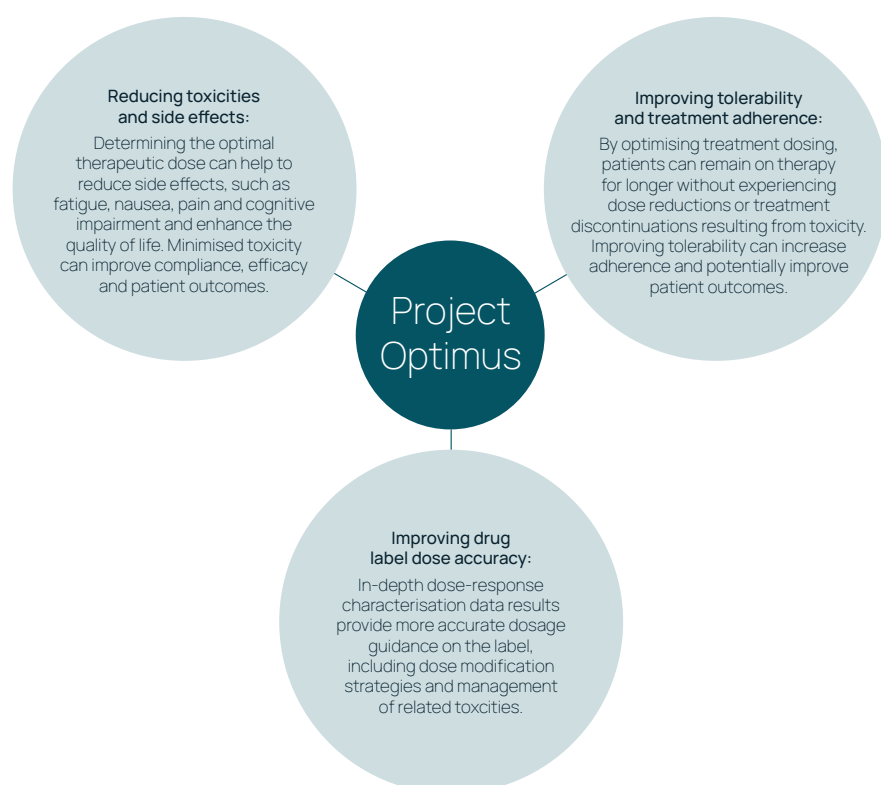 Reducing toxicities
and side effects:
Determining the optimal
therapeutic dose can help to
reduce side effects, such as
fatigue, nausea, pain and cognitive
impairment and enhance the
quality of life. Minimised toxicity
can improve compliance, efficacy
and patient outcomes.
Improving tolerability
and treatment adherence:
By optimising treatment dosing,
patients can remain on therapy
for longer without experiencing
dose reductions or treatment
discontinuations resulting from toxicity.
Improving tolerability can increase
adherence and potentially improve
patient outcomes.
Project
Optimus
Improving drug
label dose accuracy:
In-depth dose-response
characterisation data results
provide more accurate dosage
guidance on the label,
including dose modification
strategies and management
of related toxcities.